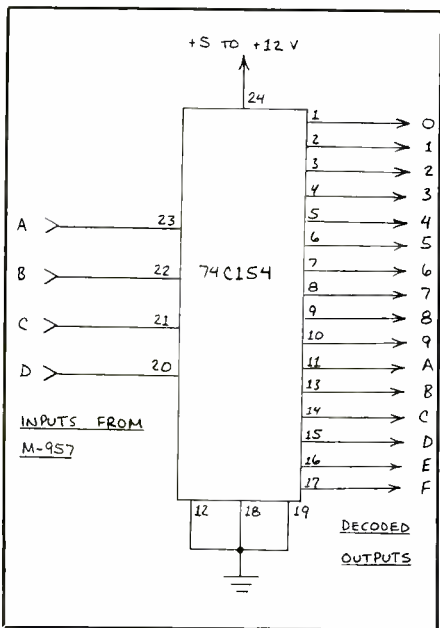 +5 TO +12 V
24
1 0
2 1
3 2
4 3
A 23 5 4
6 5
B 22 7 6
74C154
8 7
C 21 9 8
10 9
D 20 11 A
13 B
INPUTS FROM 14 C
M-957 15 D
16 E
17 F
12 18 19
DECODED
OUTPUTS